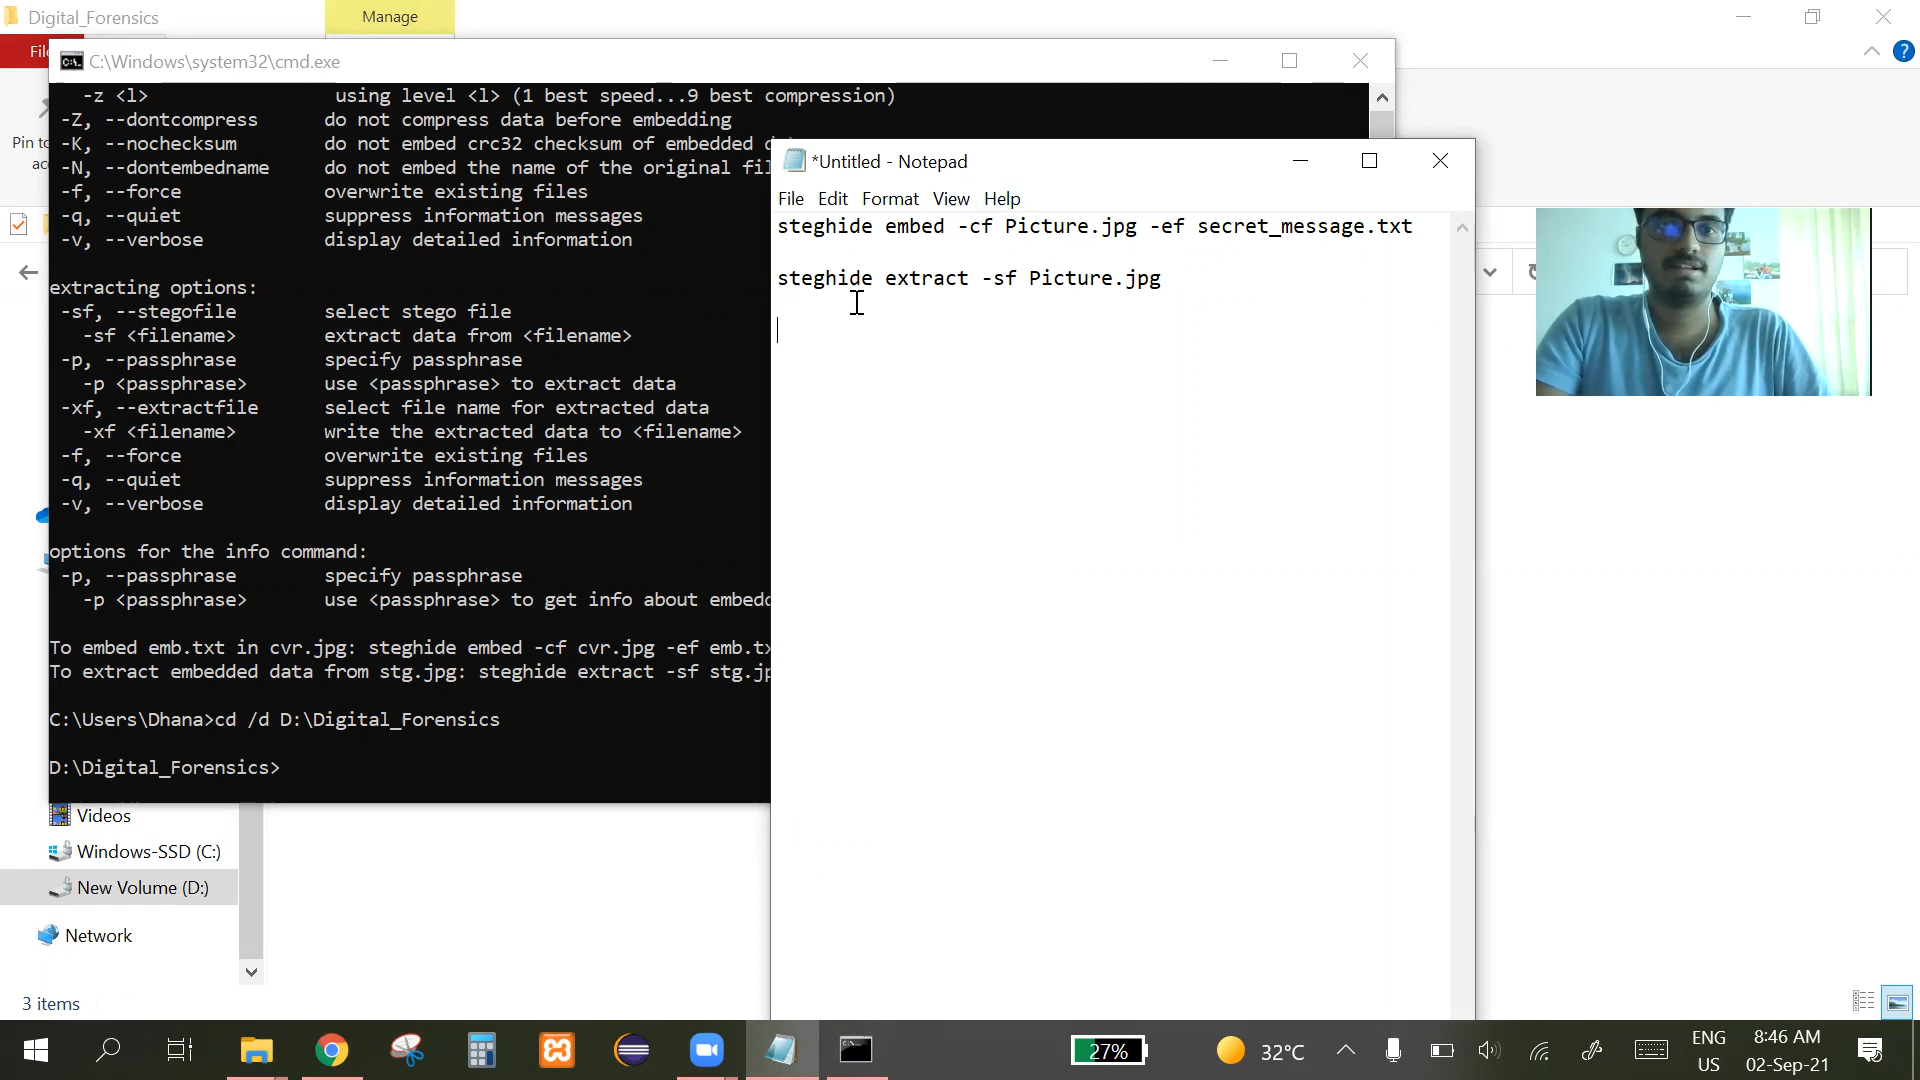 Digital_Forensics
Manage
C:\Windows\system32\cmd.exe
-z <l> using level <l> (1 best speed...9 best compression)
-Z, --dontcompress do not compress data before embedding
-K, --nochecksum do not embed crc32 checksum of embedded
-N, --dontembedname do not embed the name of the original
-f, --force overwrite existing files
-q, --quiet suppress information messages
-v, --verbose display detailed information
extracting options:
-sf, --stegofile select stego file
-sf <filename> extract data from <filename>
-p, --passphrase specify passphrase
-p <passphrase> use <passphrase> to extract data
-xf, --extractfile select file name for extracted data
-xf <filename> write the extracted data to <filename>
-f, --force overwrite existing files
-q, --quiet suppress information messages
-v, --verbose display detailed information
options for the info command:
-p, --passphrase specify passphrase
-p <passphrase> use <passphrase> to get info about
To embed emb.txt in cvr.jpg: steghide embed -cf cvr.jpg -ef
To extract embedded data from stg.jpg: steghide extract -sf
C:\Users\Dhana>cd /d D:\Digital_Forensics
D:\Digital_Forensics>
*Untitled - Notepad
File Edit Format View Help
steghide embed -cf Picture.jpg -ef secret_message.txt
steghide extract -sf Picture.jpg
Pin to
Videos
Windows-SSD (C:)
New Volume (D:)
Network
3 items
27%
32°C
ENG
US
8:46 AM
02-Sep-21